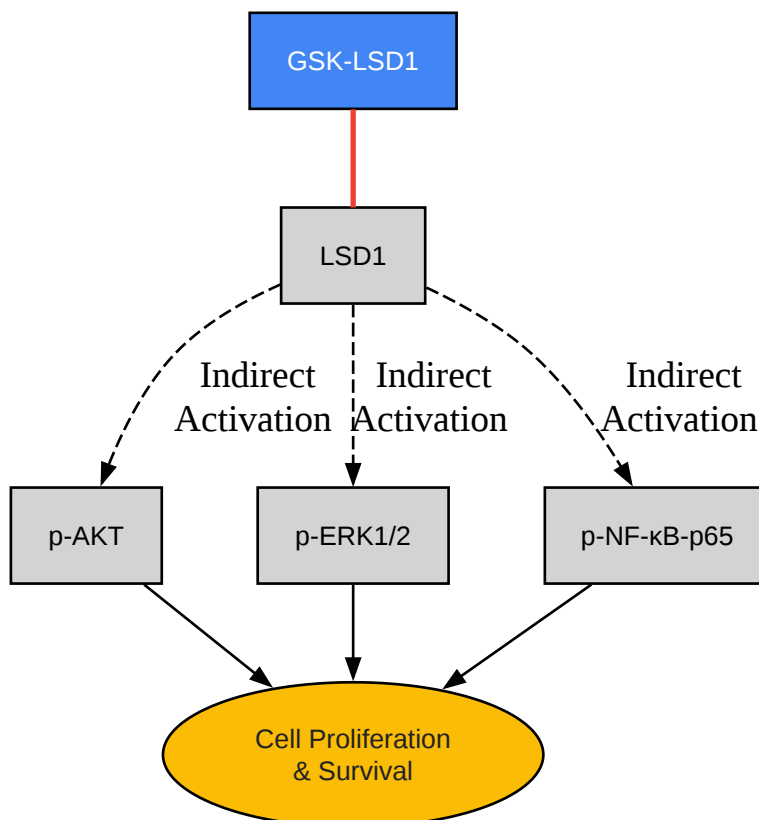 GSK-LSD1
LSD1
Indirect
Activation
Indirect
Activation
Indirect
Activation
p-AKT
p-ERK1/2
p-NF-κB-p65
Cell Proliferation
& Survival